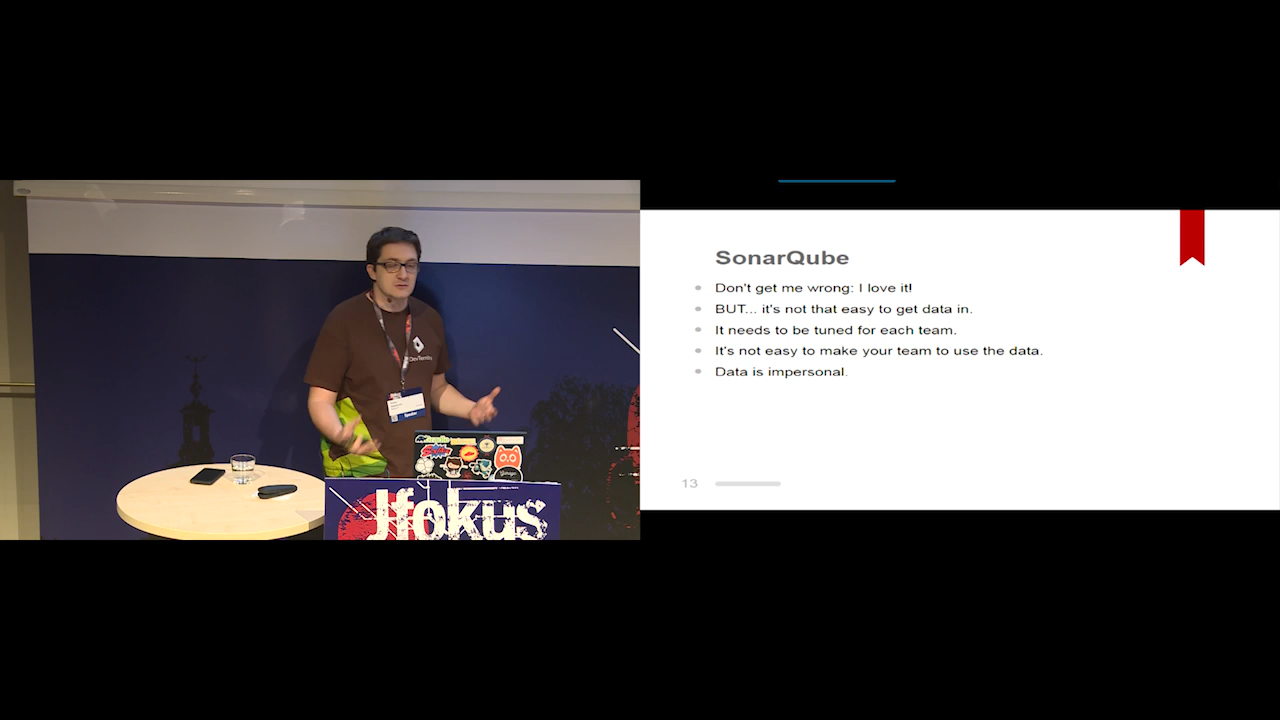 SonarQube
Don't get me wrong: I love it!
BUT... it's not that easy to get data in.
It needs to be tuned for each team.
It's not easy to make your team to use the data.
Data is impersonal.
13
DevTernity
Speaker
Jfokus